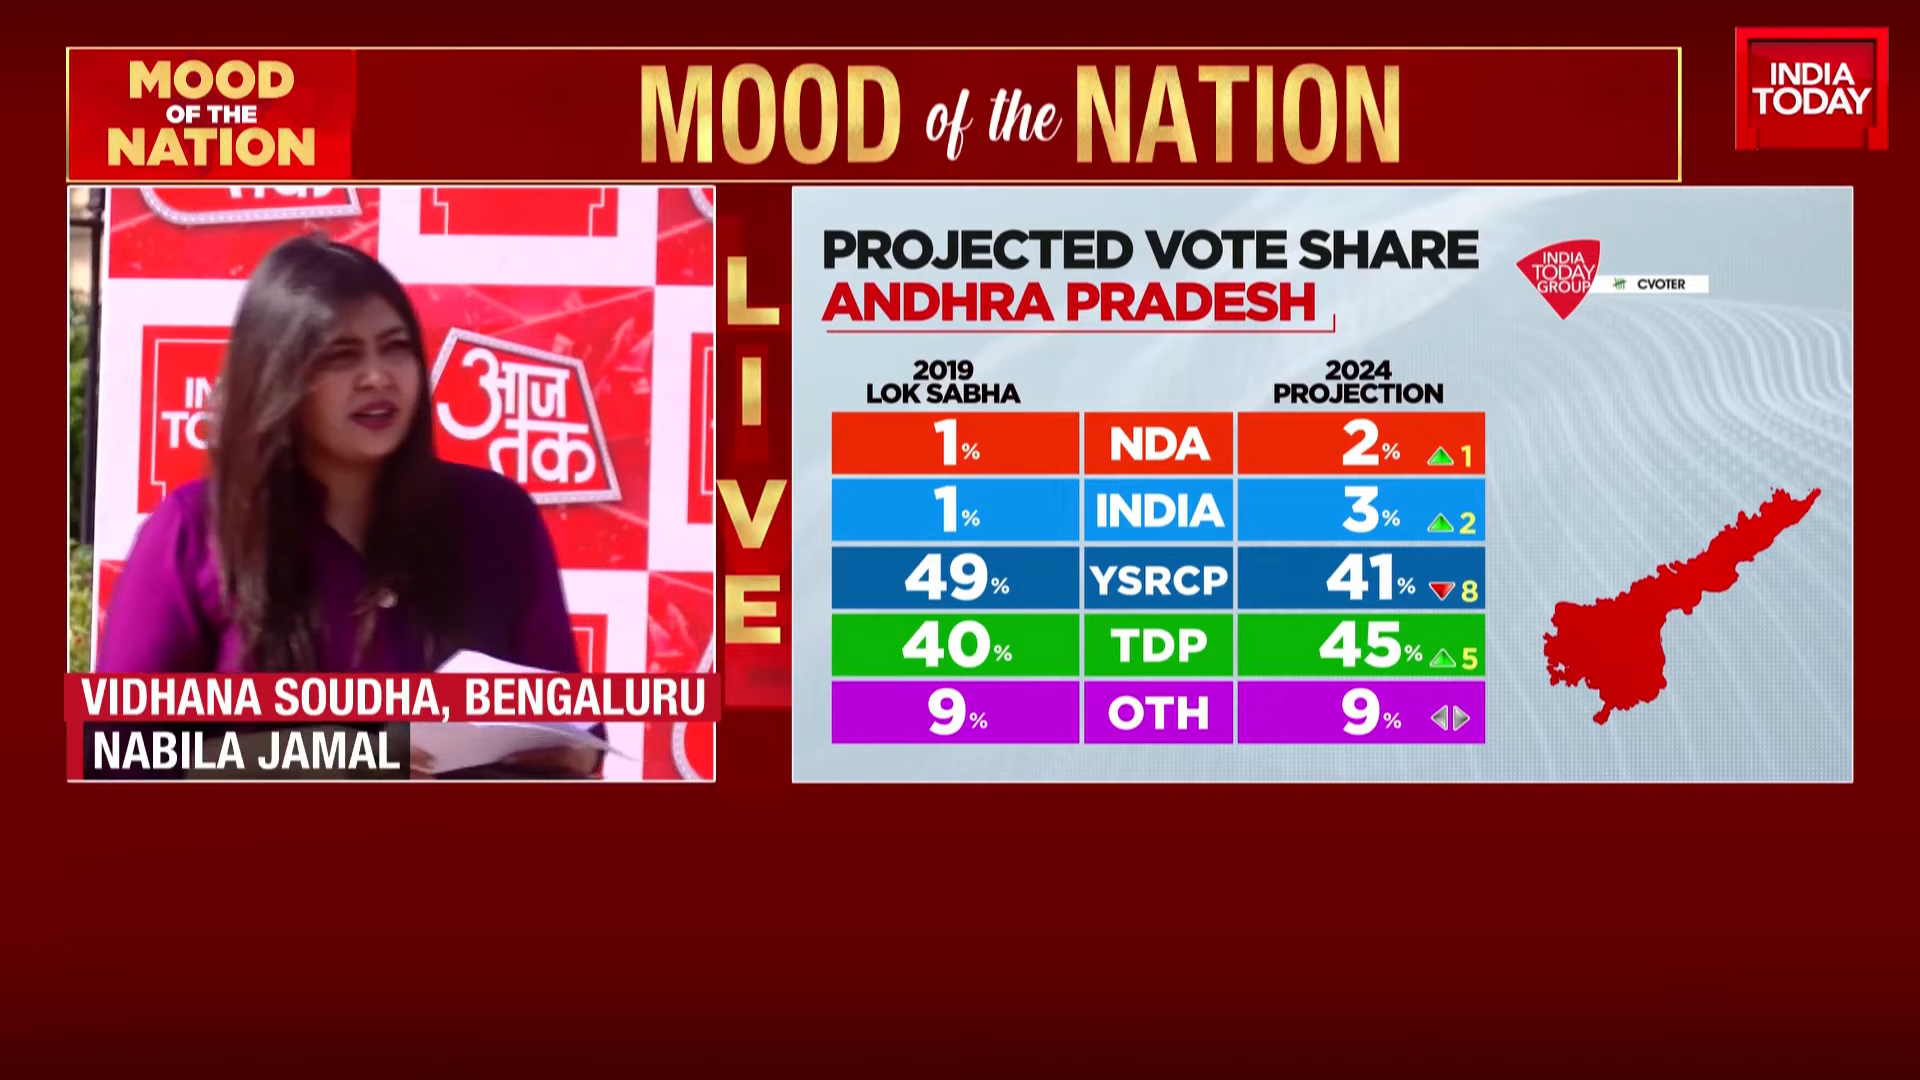 MOOD
OF THE
NATION
MOOD of the NATION
INDIA
TODAY
आज
तक
LIVE
VIDHANA SOUDHA, BENGALURU
NABILA JAMAL
PROJECTED VOTE SHARE
ANDHRA PRADESH
INDIA
TODAY
GROUP
CVOTER
2019
LOK SABHA
2024
PROJECTION
1% NDA 2% 1
1% INDIA 3% 2
49% YSRCP 41% 8
40% TDP 45% 5
9% OTH 9%